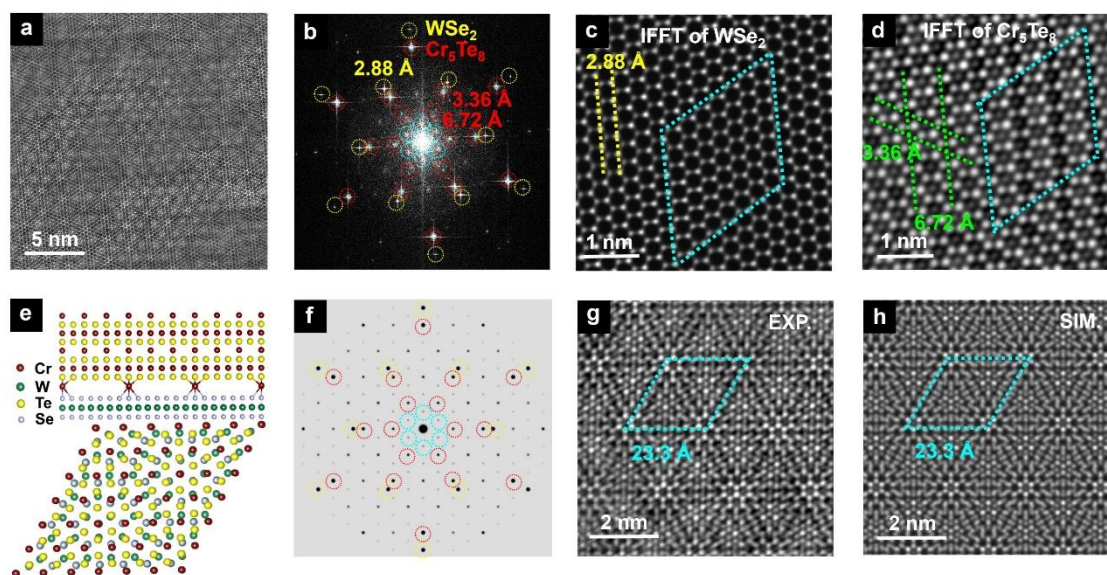 a
5 nm
b
WSe2
Cr5Te8
2.88 Å
3.36 Å
6.72 Å
c
IFFT of WSe2
2.88 Å
1 nm
d
IFFT of Cr5Te8
3.36 Å
6.72 Å
1 nm
e
Cr
W
Te
Se
f
g
EXP.
23.3 Å
2 nm
h
SIM.
23.3 Å
2 nm